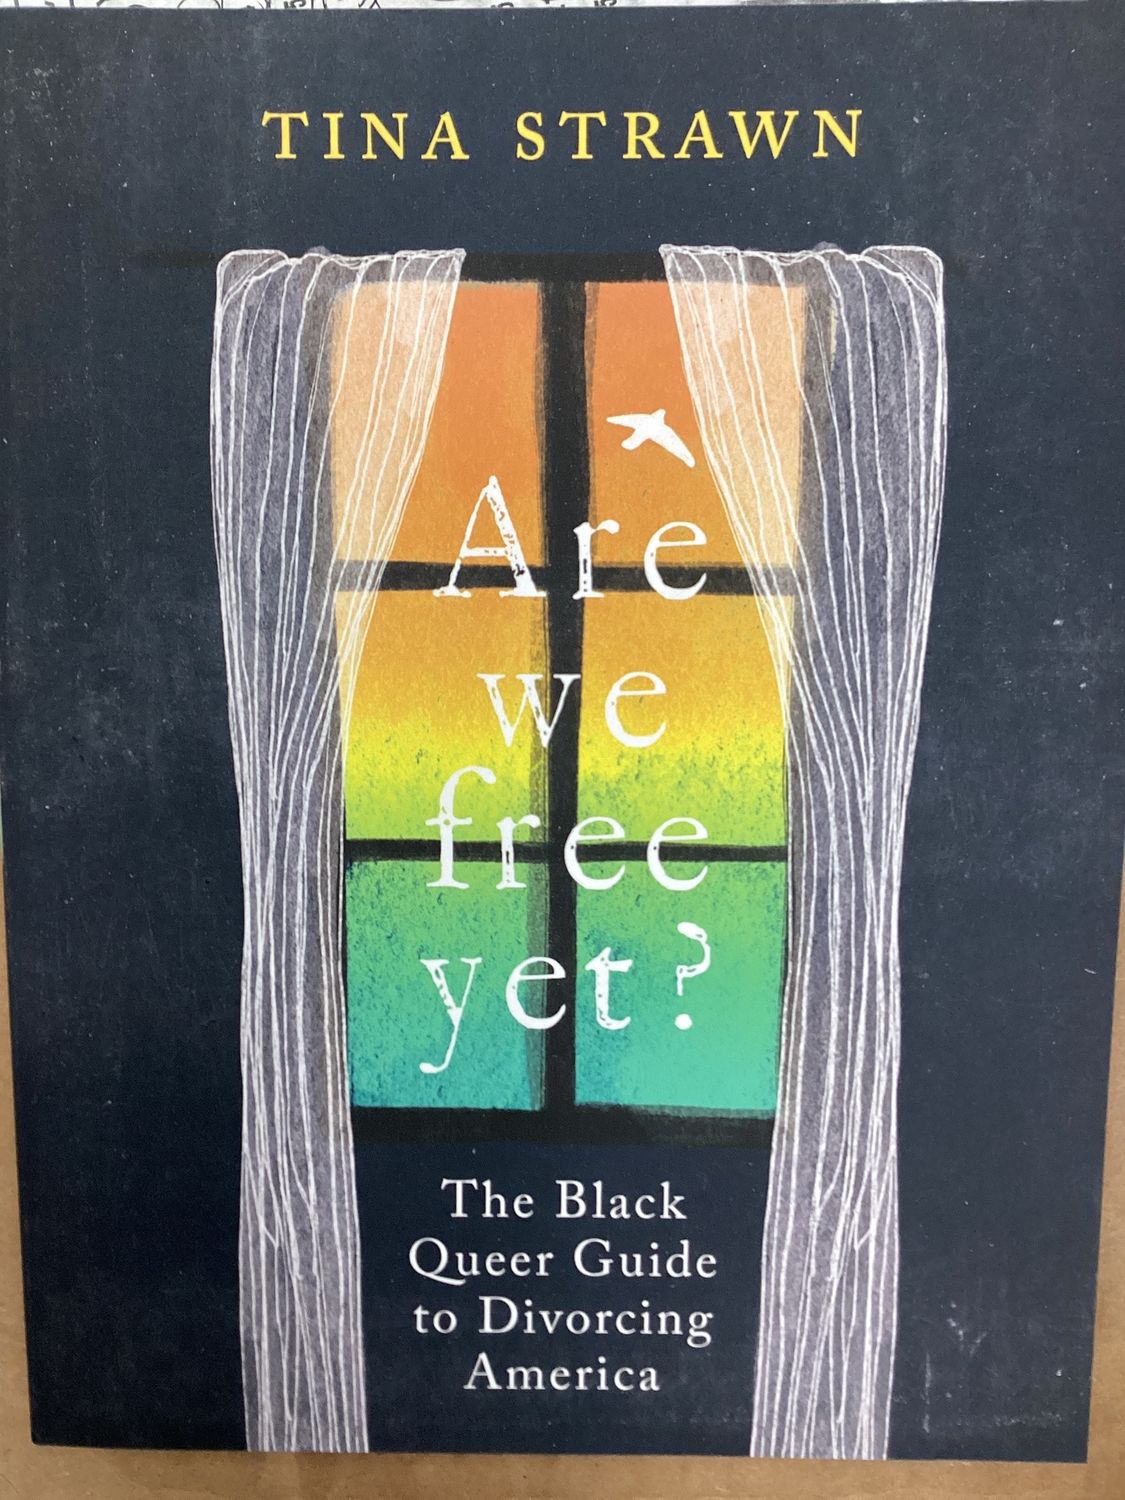 TINA STRAWN
Are
we
free
yet?
The Black
Queer Guide
to Divorcing
America